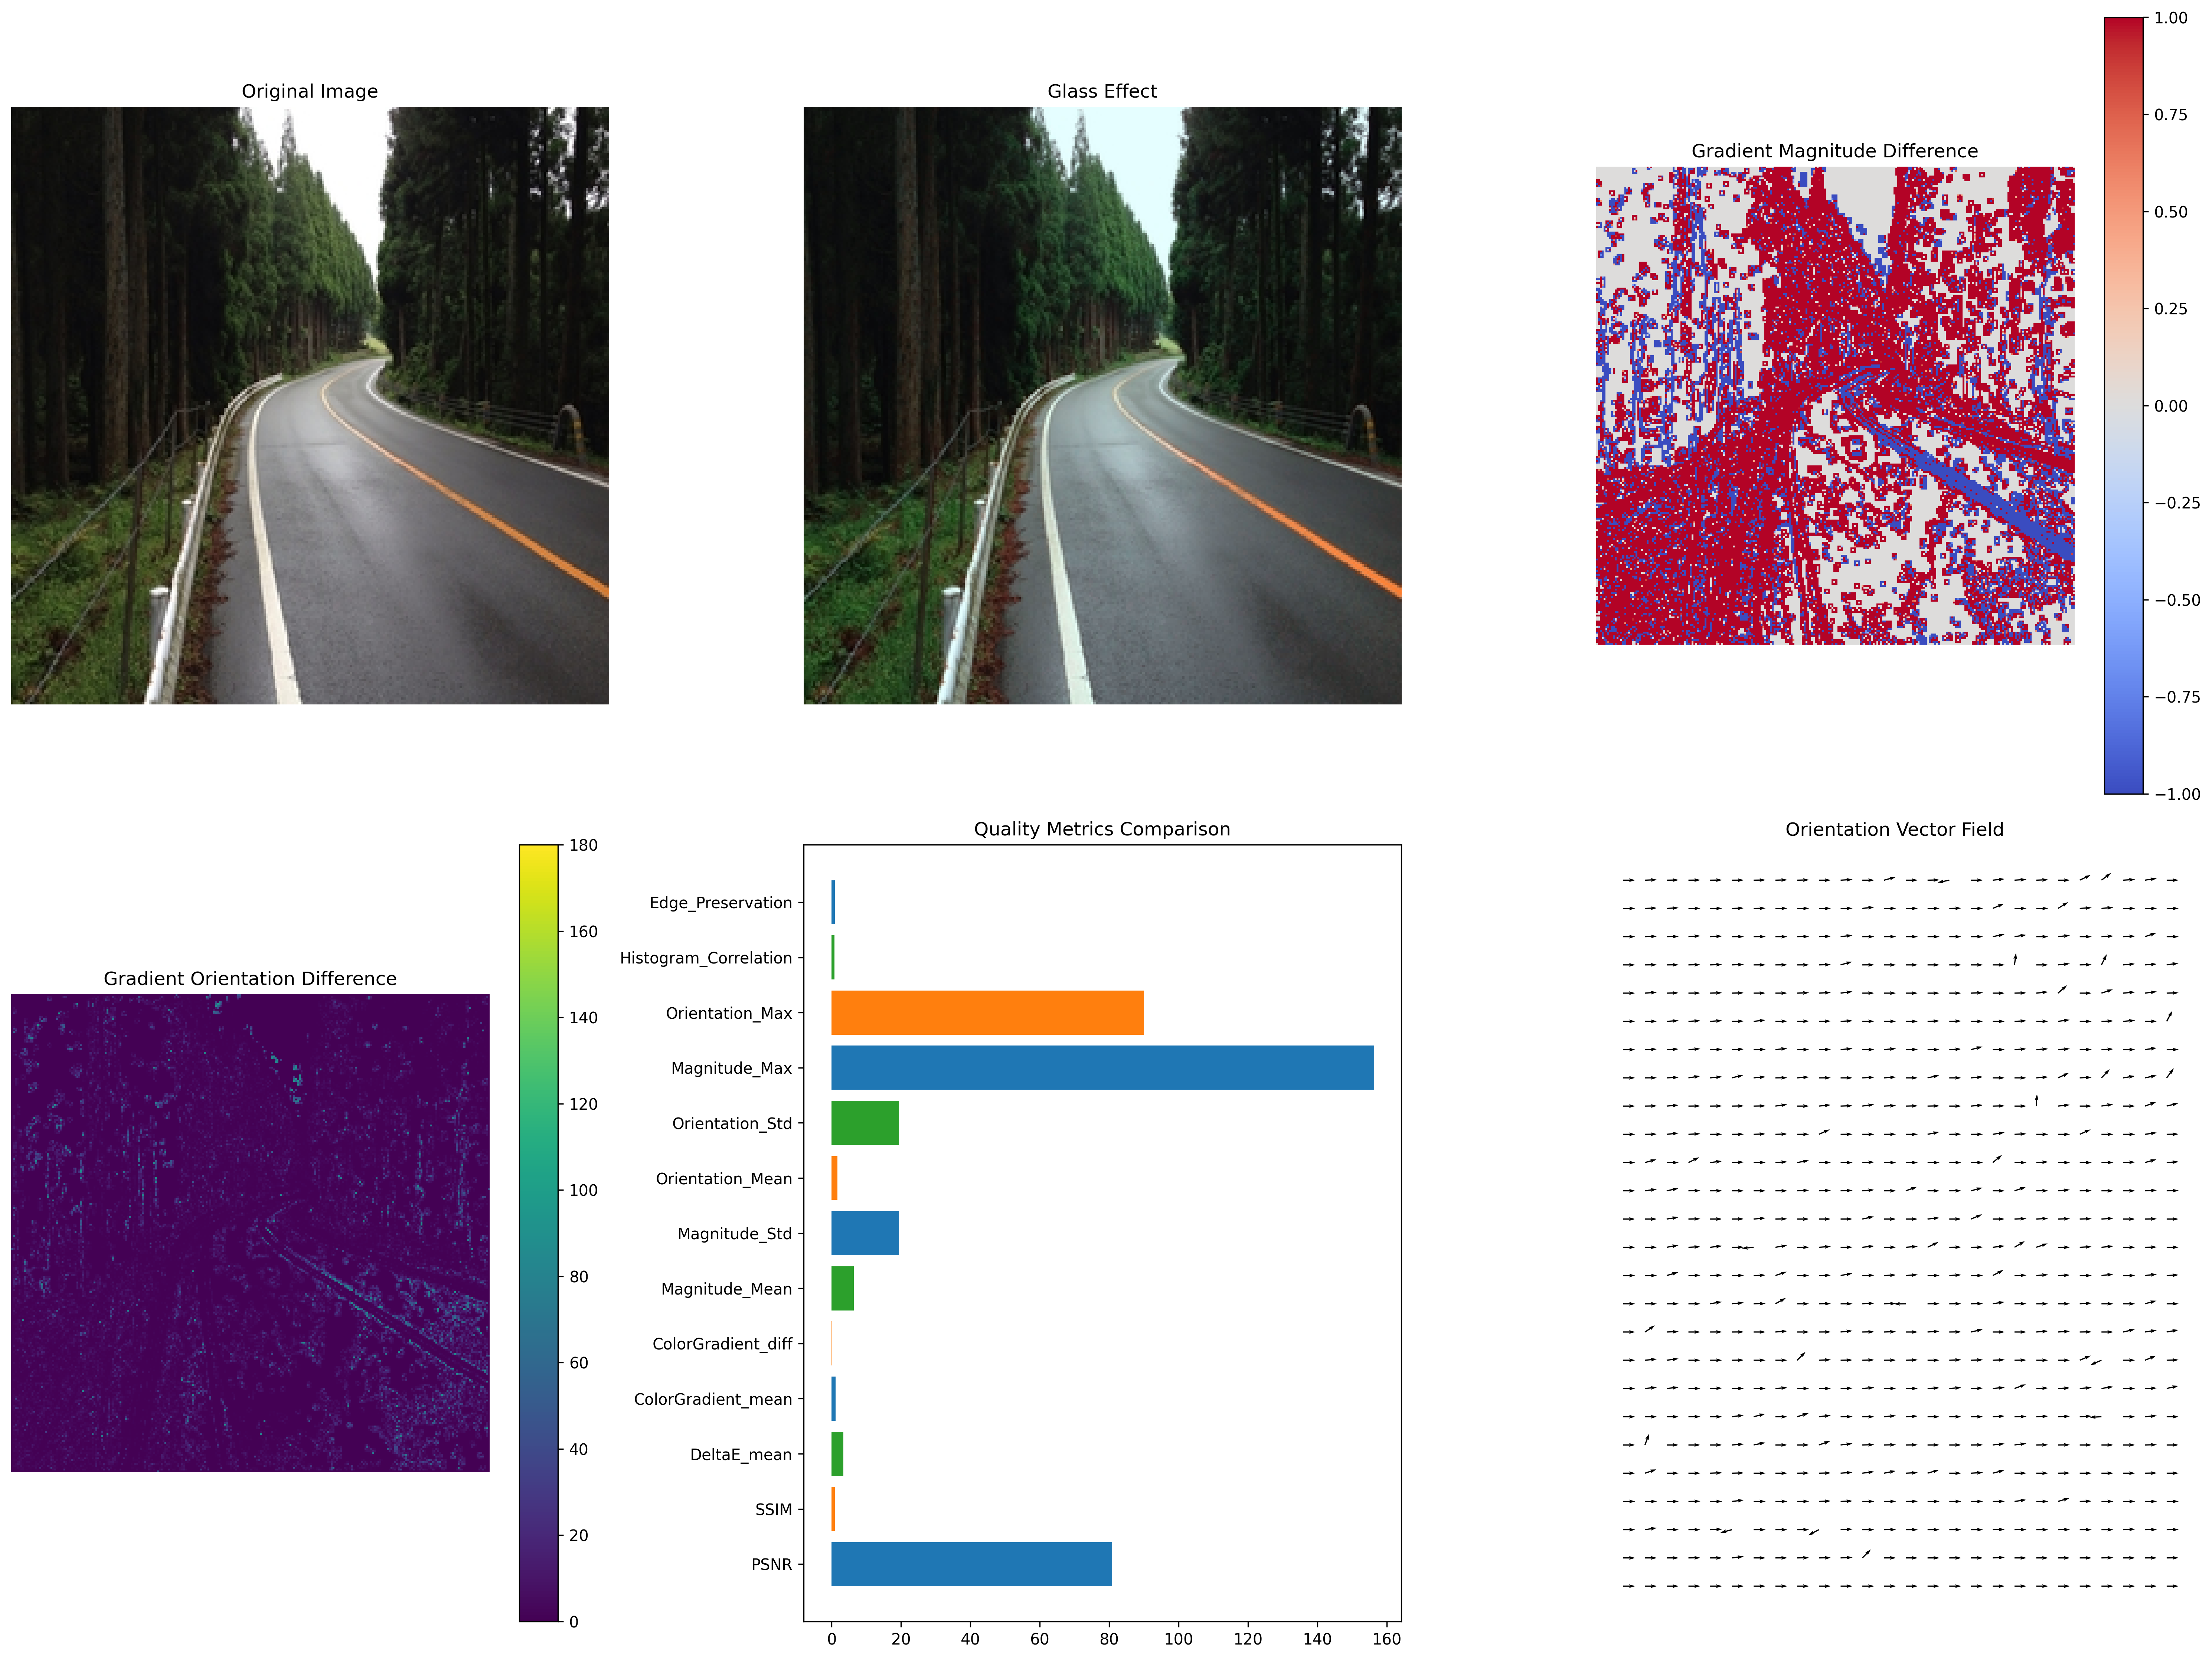 Original Image
Glass Effect
Gradient Magnitude Difference
1.00
0.75
0.50
0.25
0.00
−0.25
−0.50
−0.75
−1.00
Gradient Orientation Difference
180
160
140
120
100
80
60
40
20
0
Quality Metrics Comparison
Edge_Preservation
Histogram_Correlation
Orientation_Max
Magnitude_Max
Orientation_Std
Orientation_Mean
Magnitude_Std
Magnitude_Mean
ColorGradient_diff
ColorGradient_mean
DeltaE_mean
SSIM
PSNR
0 20 40 60 80 100 120 140 160
Orientation Vector Field